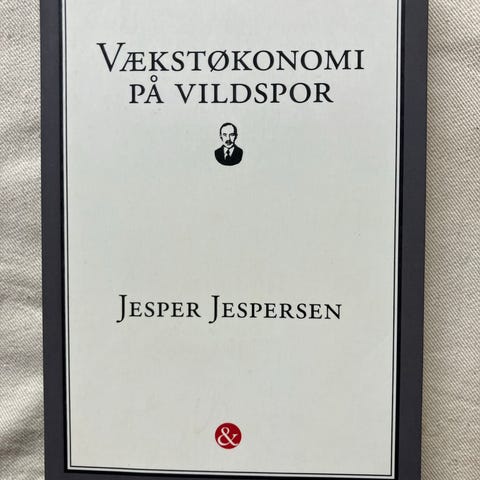 VÆKSTØKONOMI
PÅ VILDSPOR
JESPER JESPERSEN
&